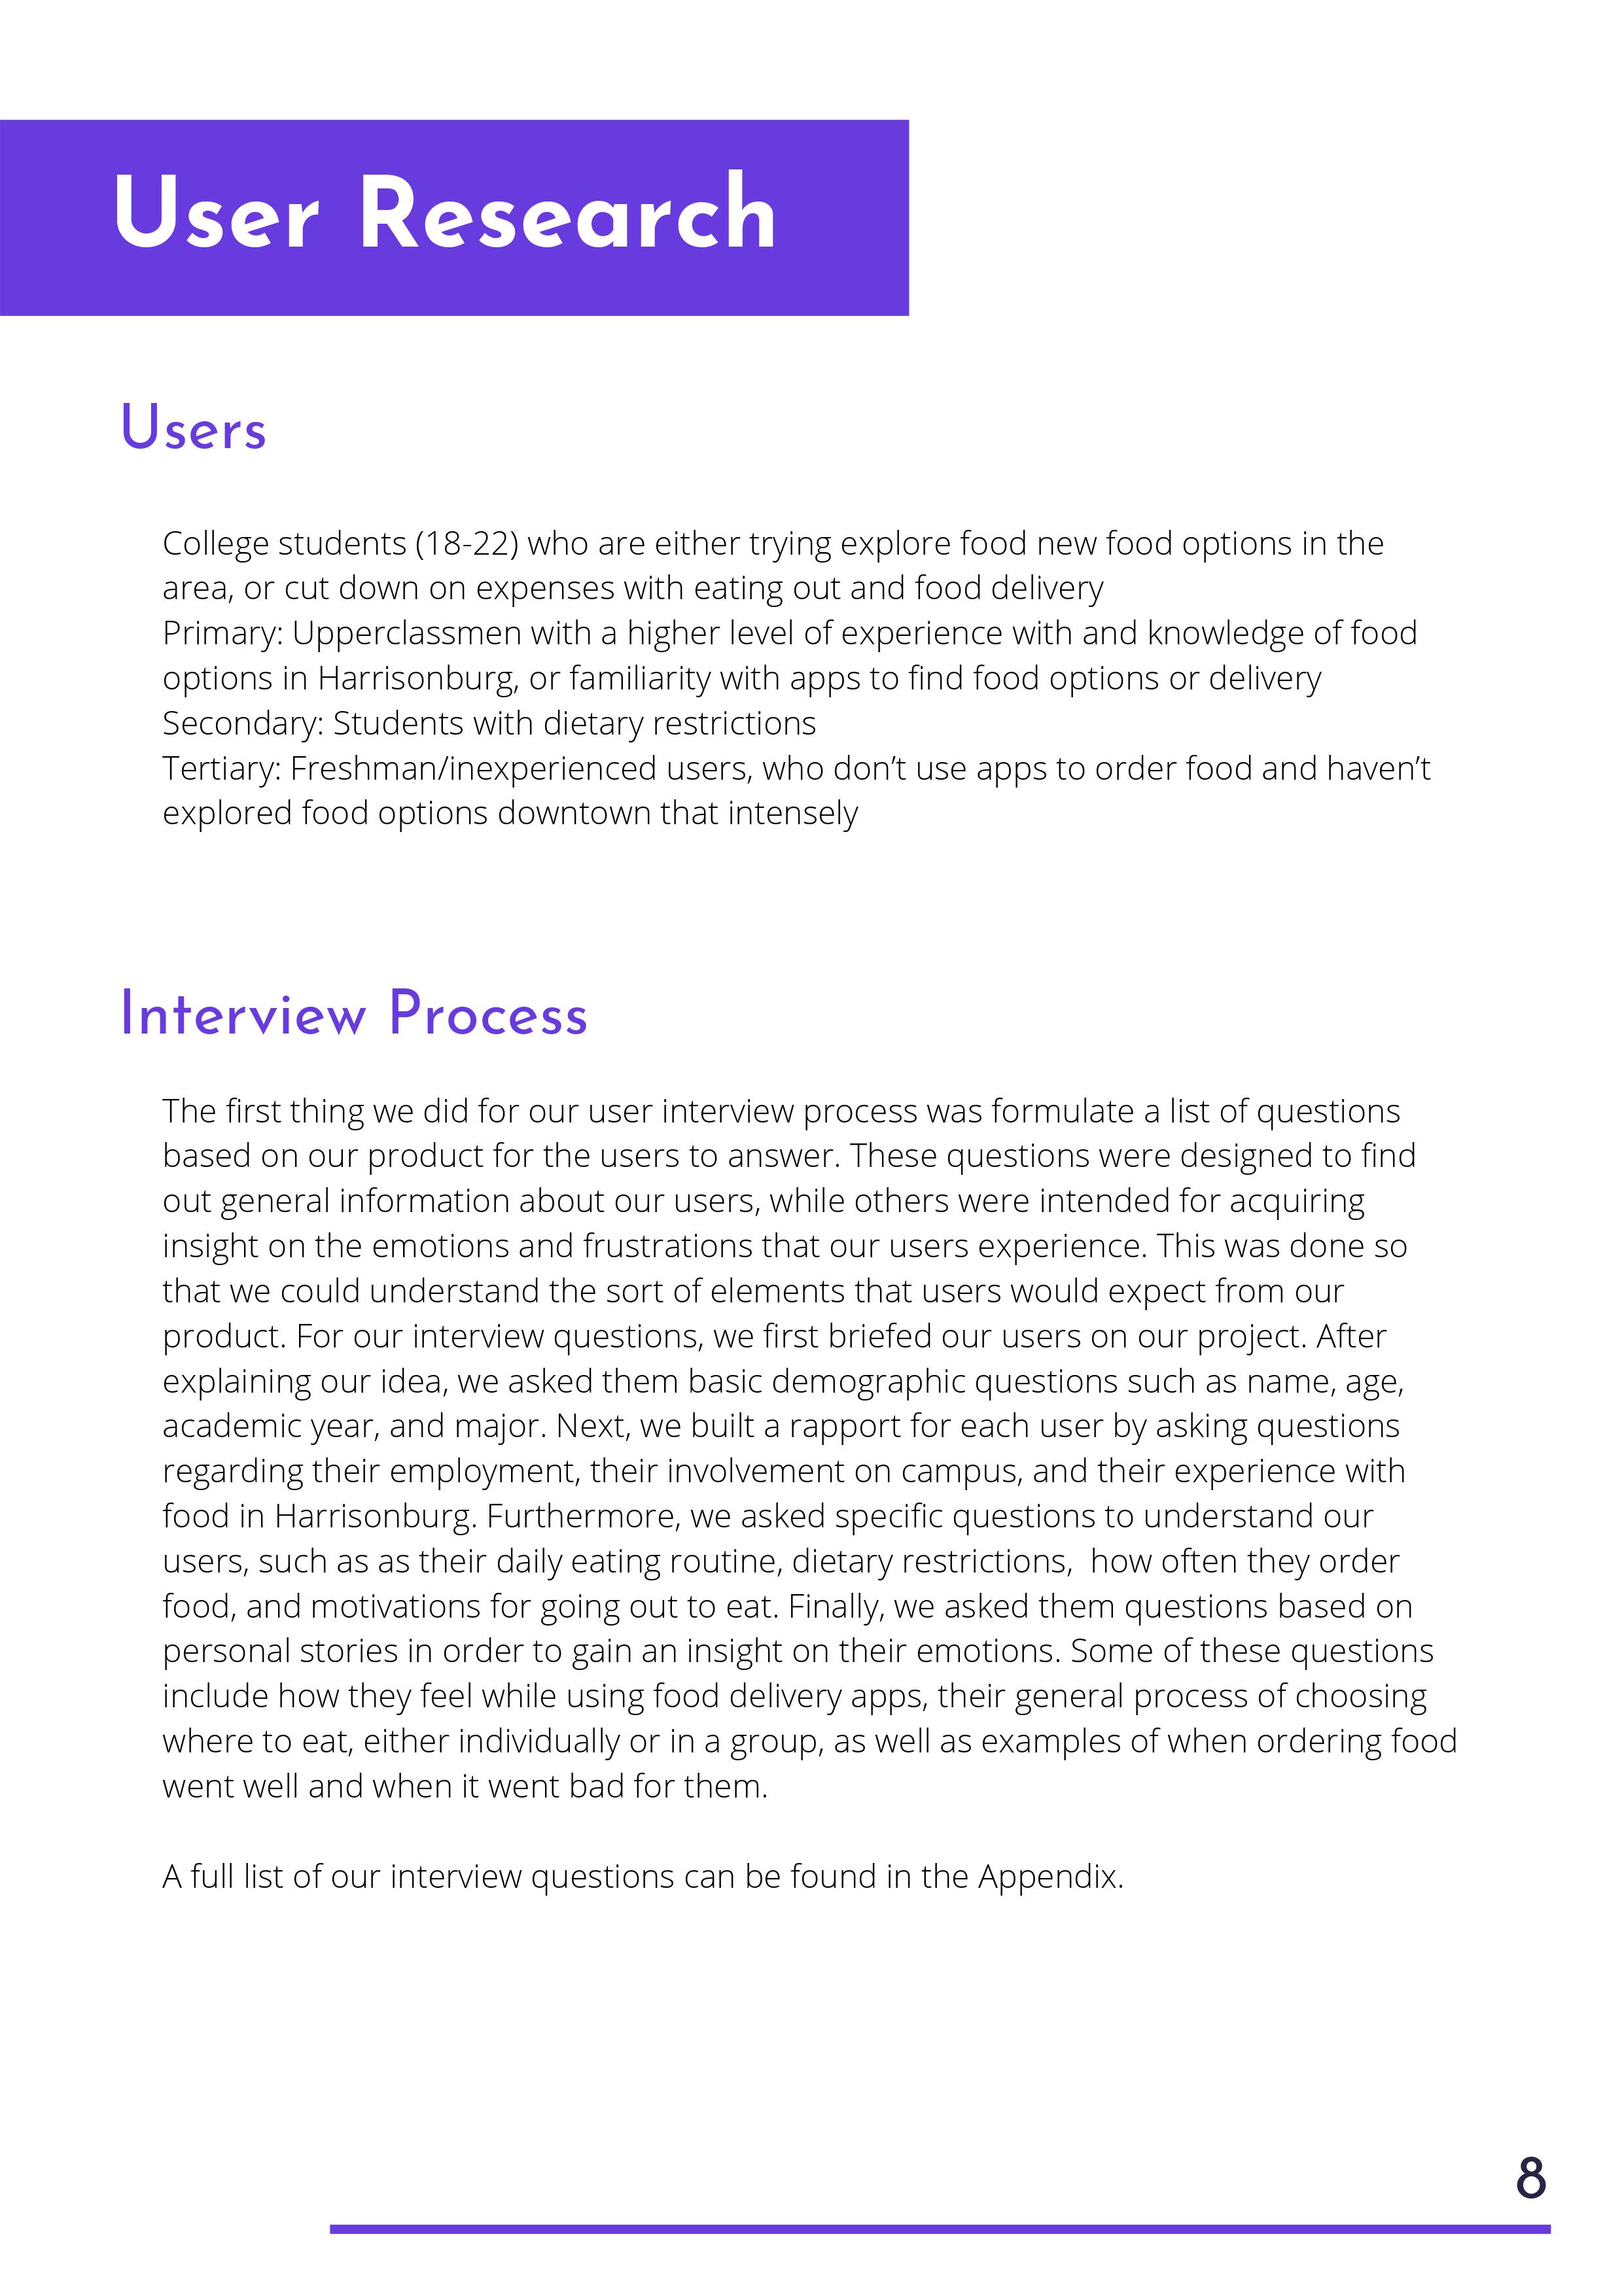 User Research
Users
College students (18-22) who are either trying explore food new food options in the
area, or cut down on expenses with eating out and food delivery
Primary: Upperclassmen with a higher level of experience with and knowledge of food
options in Harrisonburg, or familiarity with apps to find food options or delivery
Secondary: Students with dietary restrictions
Tertiary: Freshman/inexperienced users, who don’t use apps to order food and haven’t
explored food options downtown that intensely
Interview Process
The first thing we did for our user interview process was formulate a list of questions
based on our product for the users to answer. These questions were designed to find
out general information about our users, while others were intended for acquiring
insight on the emotions and frustrations that our users experience. This was done so
that we could understand the sort of elements that users would expect from our
product. For our interview questions, we first briefed our users on our project. After
explaining our idea, we asked them basic demographic questions such as name, age,
academic year, and major. Next, we built a rapport for each user by asking questions
regarding their employment, their involvement on campus, and their experience with
food in Harrisonburg. Furthermore, we asked specific questions to understand our
users, such as as their daily eating routine, dietary restrictions,  how often they order
food, and motivations for going out to eat. Finally, we asked them questions based on
personal stories in order to gain an insight on their emotions. Some of these questions
include how they feel while using food delivery apps, their general process of choosing
where to eat, either individually or in a group, as well as examples of when ordering food
went well and when it went bad for them.
A full list of our interview questions can be found in the Appendix.
8